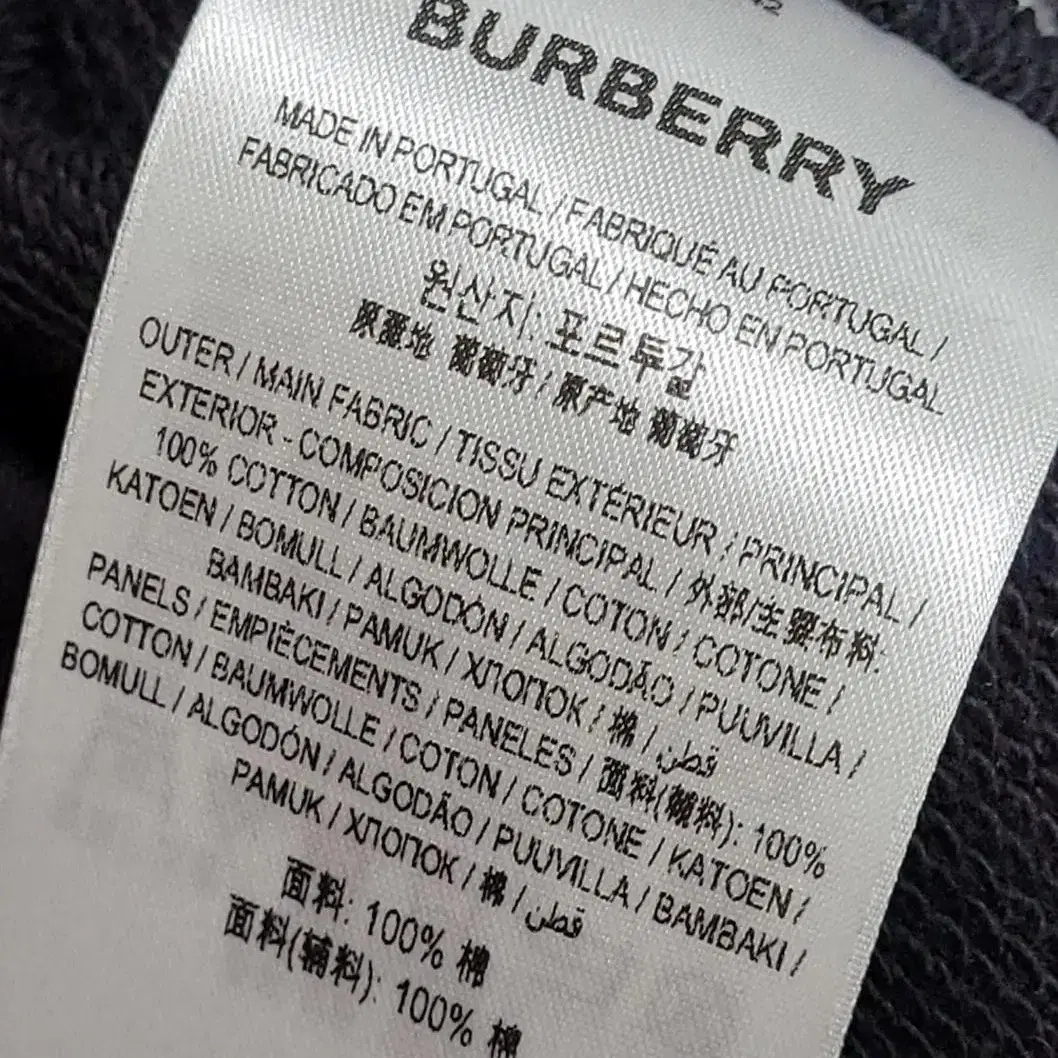 42
BURBERRY
MADE IN PORTUGAL / FABRIQUÉ AU PORTUGAL /
FABRICADO EM PORTUGAL / HECHO EN PORTUGAL
원산지: 포르투갈
原產地 葡萄牙 / 原产地 葡萄牙
OUTER / MAIN FABRIC / TISSU EXTÉRIEUR / PRINCIPAL /
EXTERIOR - COMPOSICION PRINCIPAL / 外部/主要布料:
100% COTTON / BAUMWOLLE / COTON / COTONE /
KATOEN / BOMULL / ALGODÓN / ALGODÃO / PUUVILLA /
BAMBAKI / PAMUK / ХЛОПОК / 棉 / قطن
PANELS / EMPIÈCEMENTS / PANELES / 面料(輔料): 100%
COTTON / BAUMWOLLE / COTON / COTONE / KATOEN /
BOMULL / ALGODÓN / ALGODÃO / PUUVILLA / BAMBAKI /
PAMUK / ХЛОПОК / 棉 / قطن
面料: 100% 棉
面料(辅料): 100% 棉